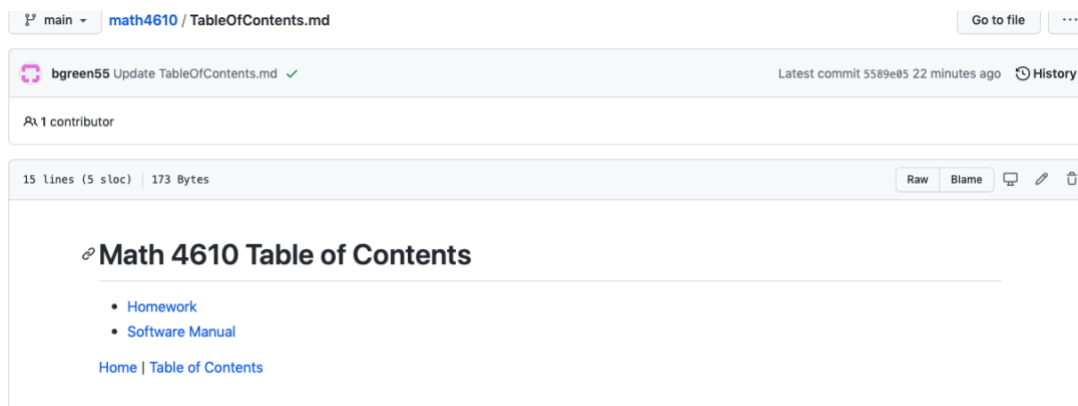 main math4610 / TableOfContents.md Go to file ...
bgreen55 Update TableOfContents.md Latest commit 5589e05 22 minutes ago History
1 contributor
15 lines (5 sloc) 173 Bytes Raw Blame
Math 4610 Table of Contents
• Homework
• Software Manual
Home | Table of Contents